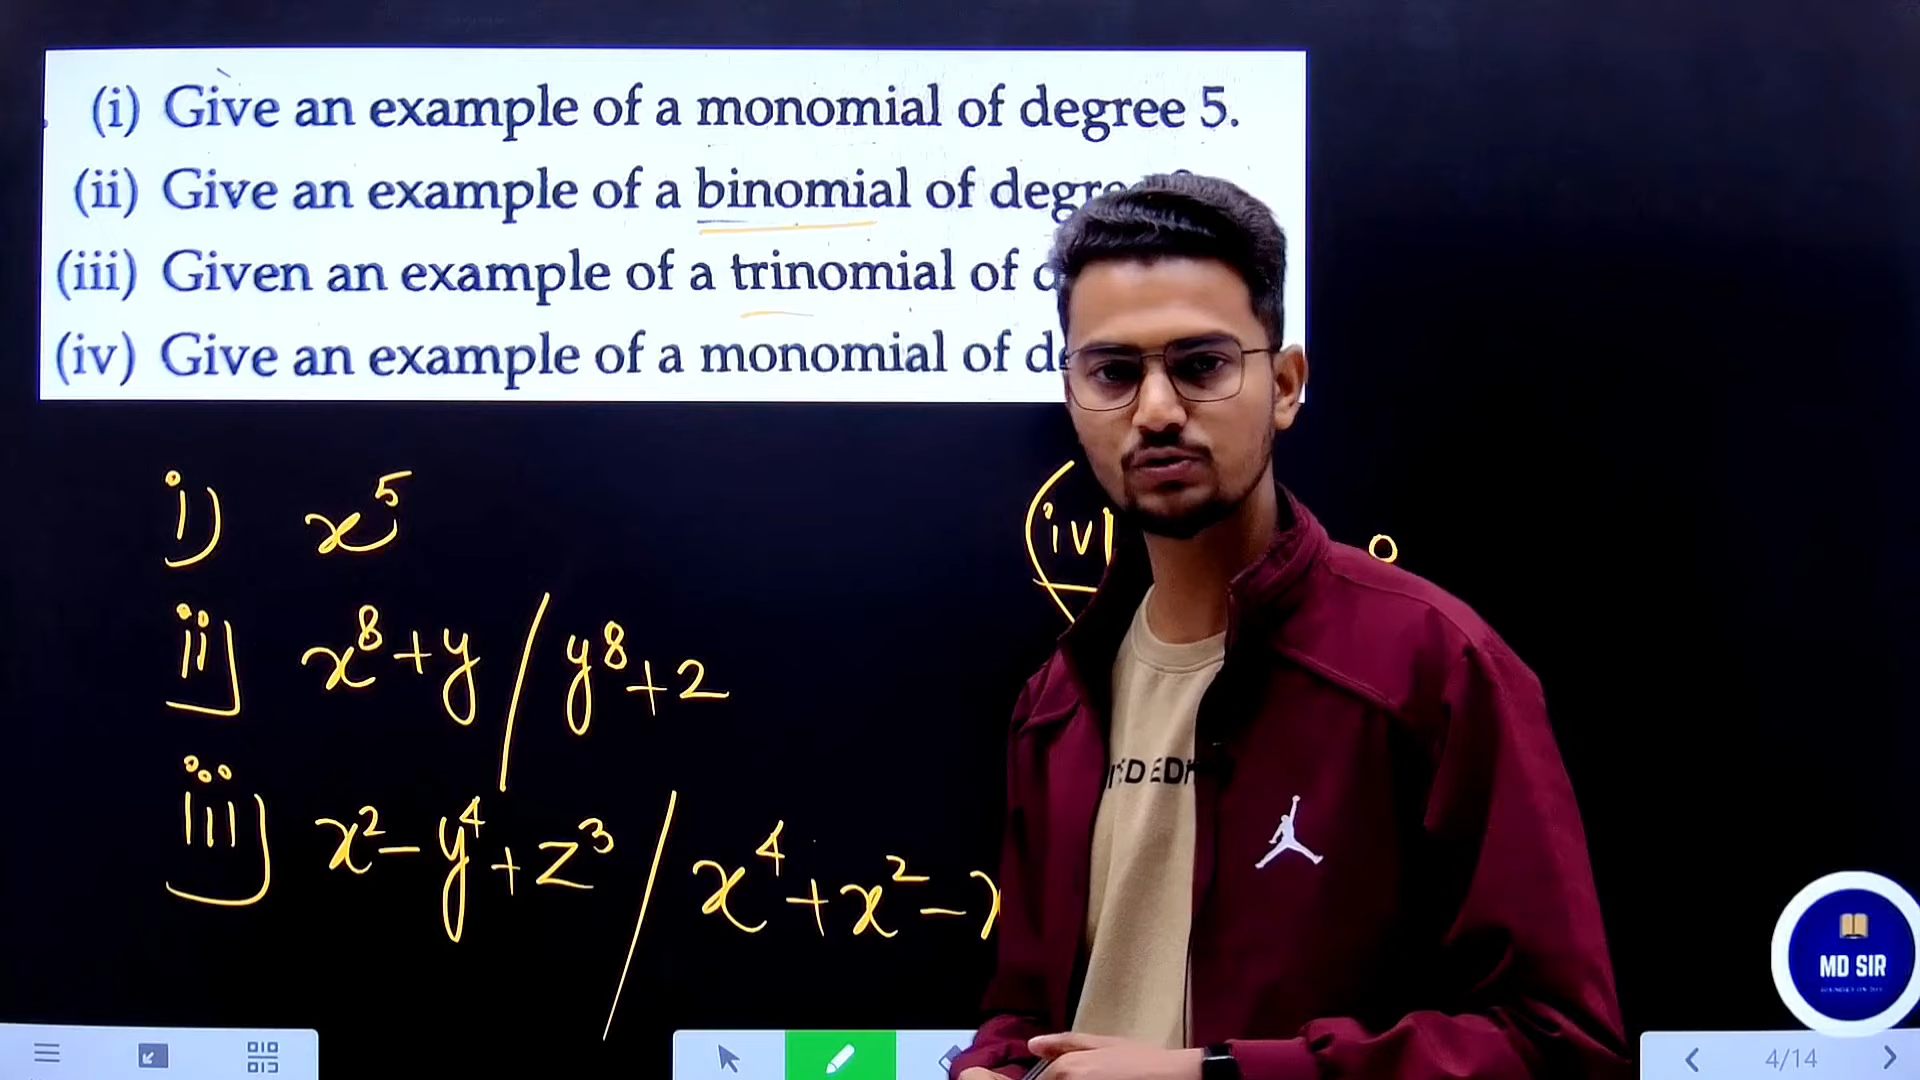 (i) Give an example of a monomial of degree 5.
(ii) Give an example of a binomial of
(iii) Given an example of a trinomial of
(iv) Give an example of a monomial of
i) x⁵
(iv)
ii] x⁸+y / y⁸+2
iii] x²-y⁴+z³ / x⁴+x²-
MD SIR
4/14